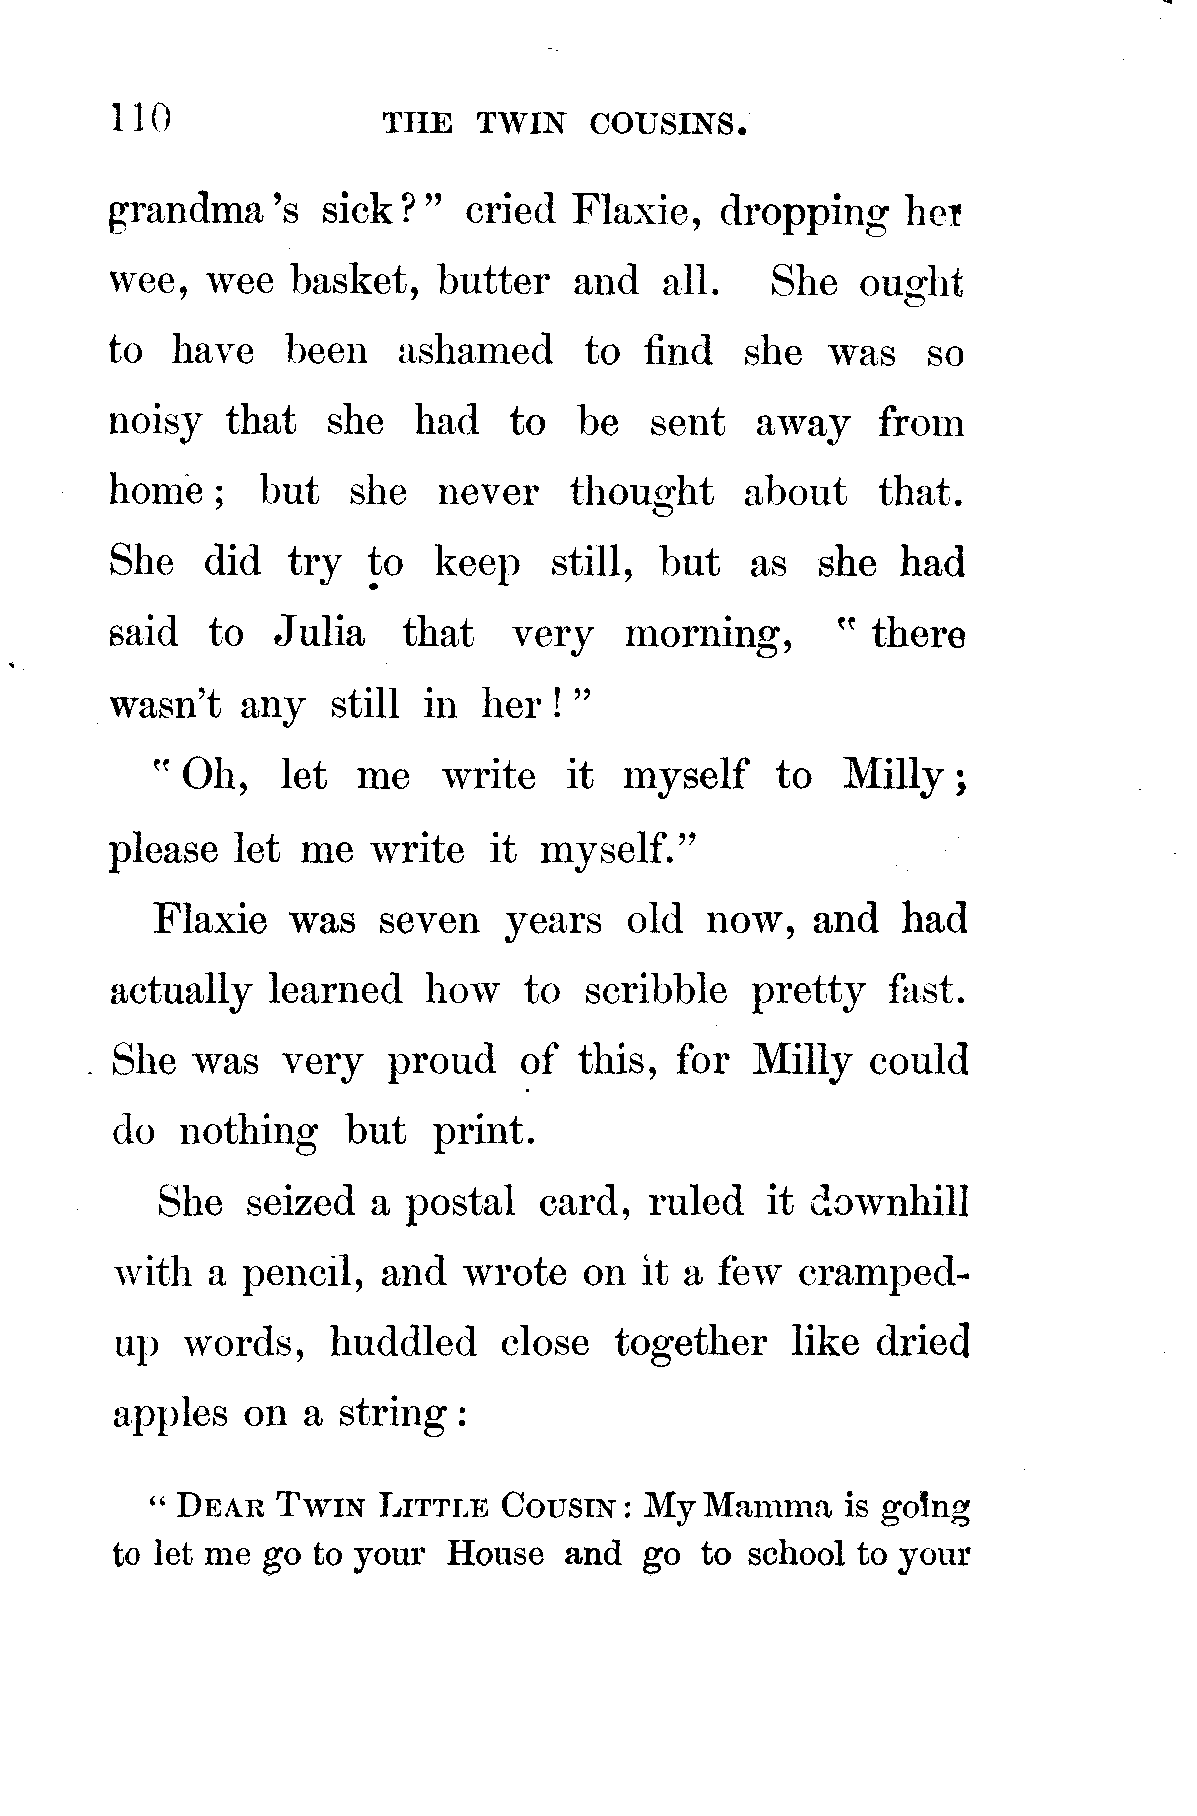 110 THE TWIN COUSINS.
grandma's sick?" cried Flaxie, dropping her
wee, wee basket, butter and all. She ought
to have been ashamed to find she was so
noisy that she had to be sent away from
home; but she never thought about that.
She did try to keep still, but as she had
said to Julia that very morning, "there
wasn't any still in her!"
"Oh, let me write it myself to Milly;
please let me write it myself."
Flaxie was seven years old now, and had
actually learned how to scribble pretty fast.
She was very proud of this, for Milly could
do nothing but print.
She seized a postal card, ruled it downhill
with a pencil, and wrote on it a few cramped-
up words, huddled close together like dried
apples on a string:
"DEAR TWIN LITTLE COUSIN: My Mamma is going
to let me go to your House and go to school to your